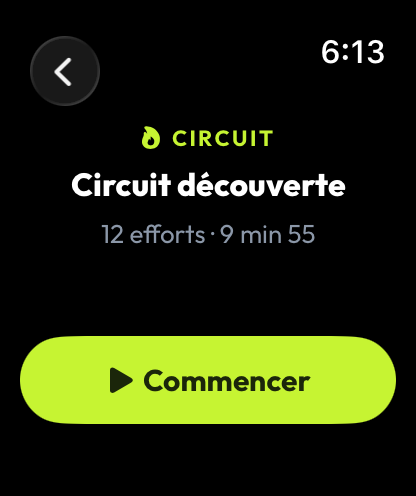 6:13
CIRCUIT
Circuit découverte
12 efforts · 9 min 55
Commencer